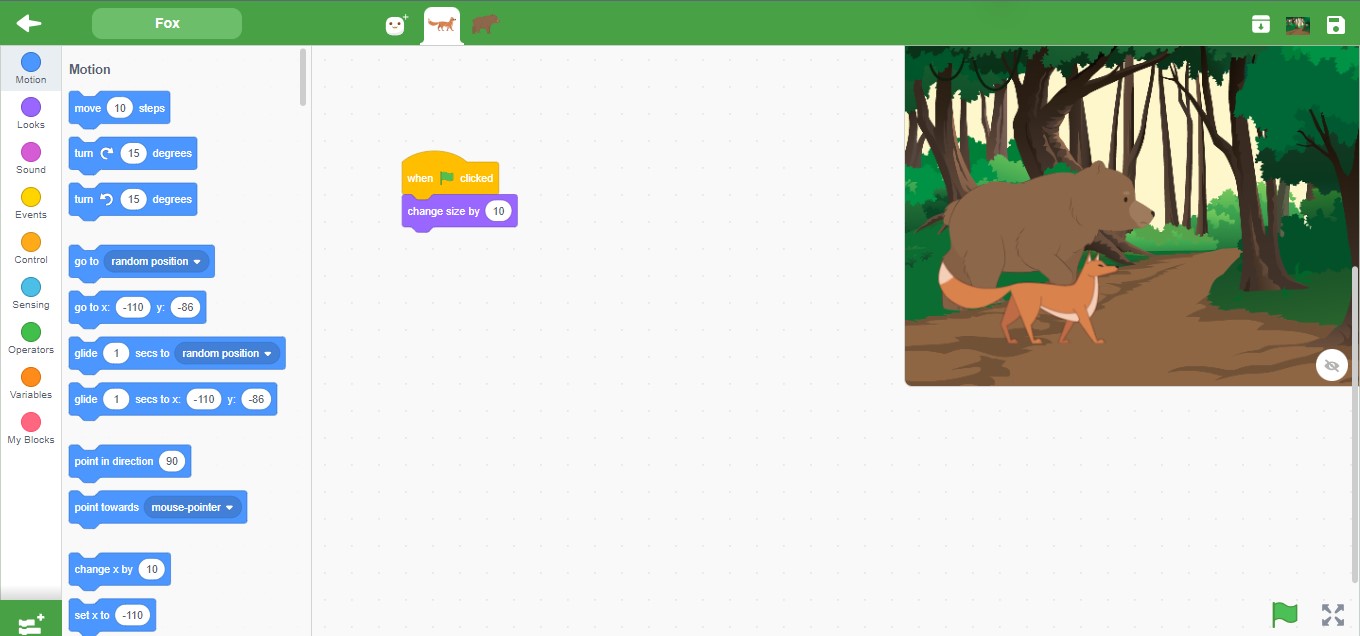 Fox
Motion
Looks
Sound
Events
Control
Sensing
Operators
Variables
My Blocks
Motion
move 10 steps
turn 15 degrees
turn 15 degrees
go to random position
go to x: -110 y: -86
glide 1 secs to random position
glide 1 secs to x: -110 y: -86
point in direction 90
point towards mouse-pointer
change x by 10
set x to -110
when clicked
change size by 10